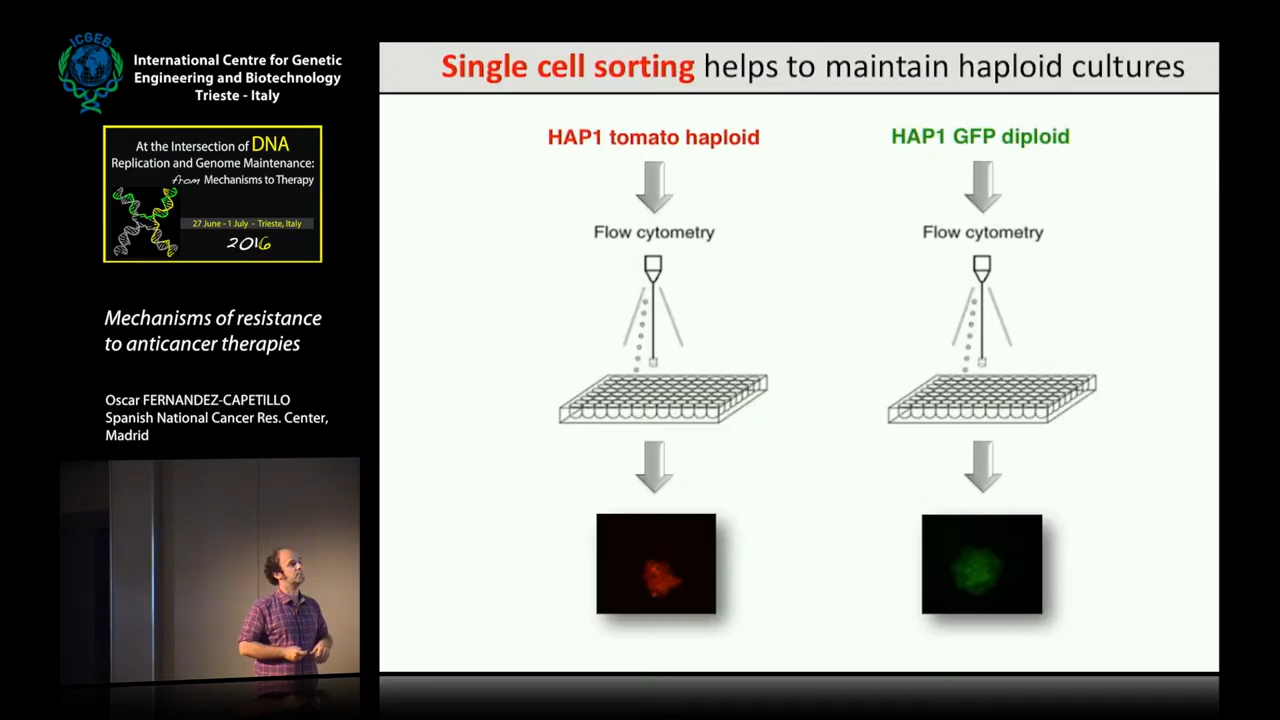 ICGEB
International Centre for Genetic
Engineering and Biotechnology
Trieste - Italy
At the Intersection of DNA
Replication and Genome Maintenance:
from Mechanisms to Therapy
27 June - 1 July - Trieste, Italy
2016
Mechanisms of resistance
to anticancer therapies
Oscar FERNANDEZ-CAPETILLO
Spanish National Cancer Res. Center,
Madrid
Single cell sorting helps to maintain haploid cultures
HAP1 tomato haploid
Flow cytometry
HAP1 GFP diploid
Flow cytometry